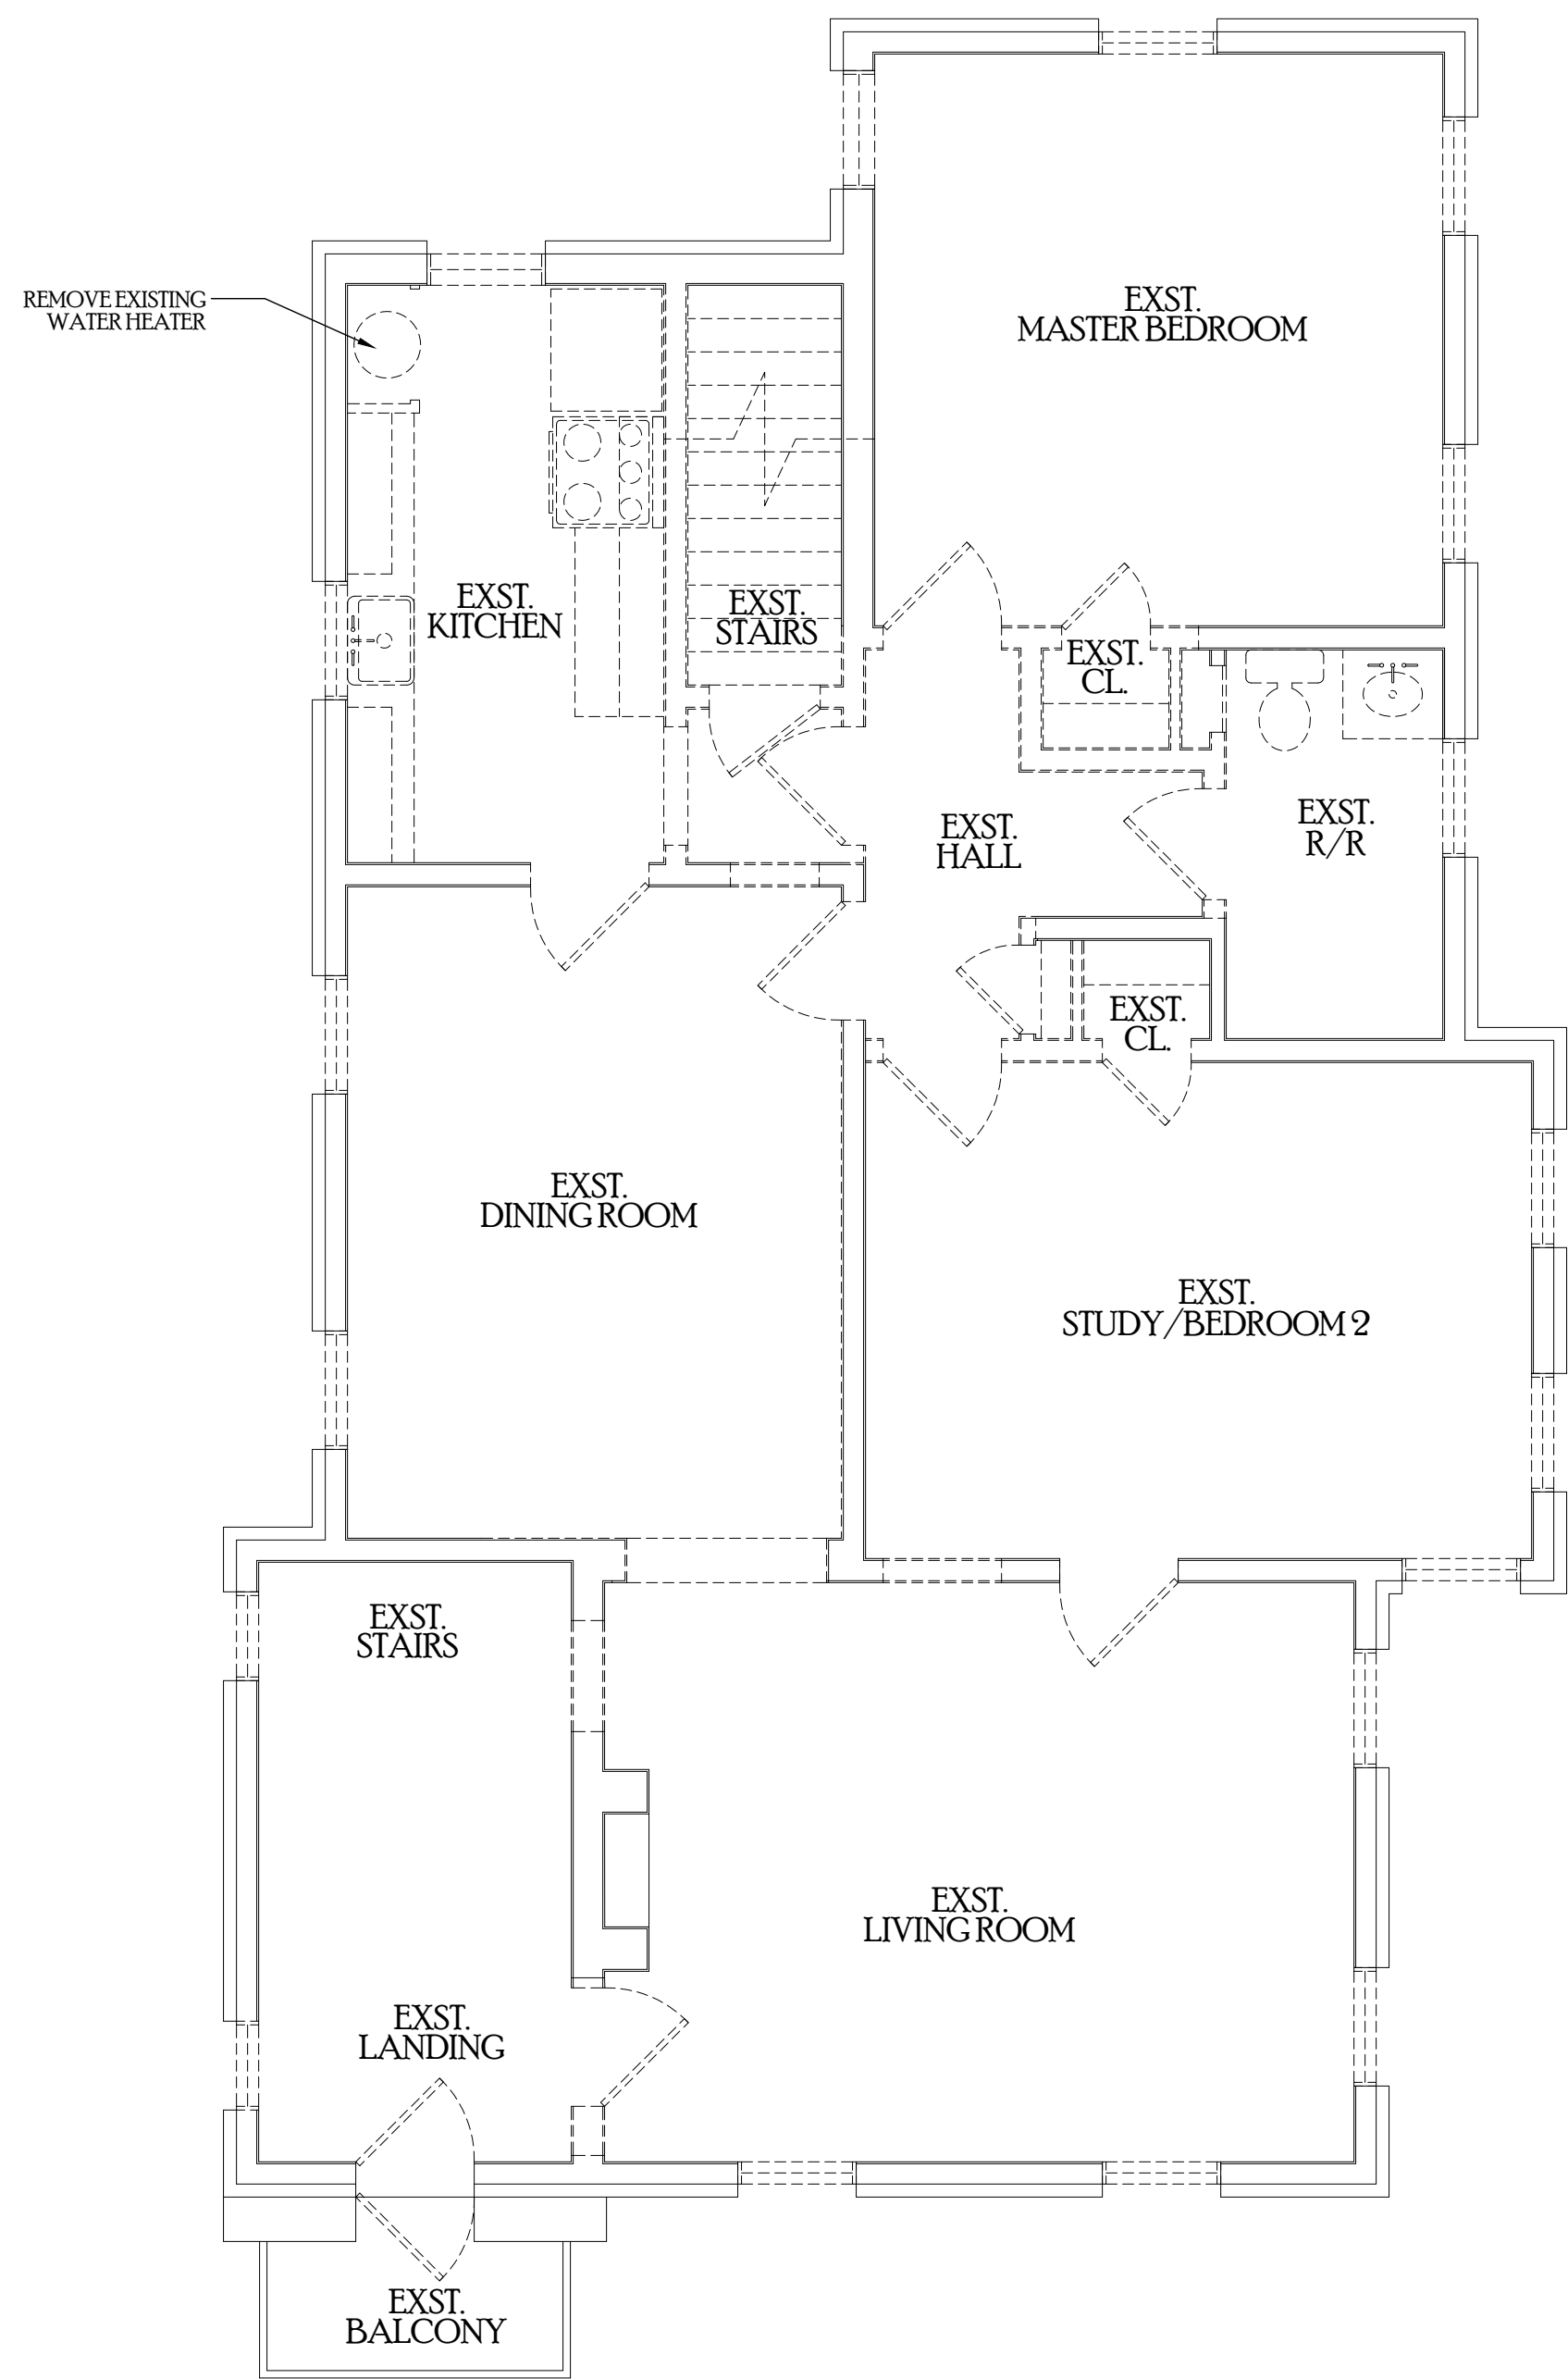 REMOVE EXISTING
WATER HEATER
EXST.
MASTER BEDROOM
EXST.
KITCHEN
EXST.
STAIRS
EXST.
CL.
EXST.
HALL
EXST.
R/R
EXST.
CL.
EXST.
DINING ROOM
EXST.
STUDY/BEDROOM 2
EXST.
STAIRS
EXST.
LIVING ROOM
EXST.
LANDING
EXST.
BALCONY